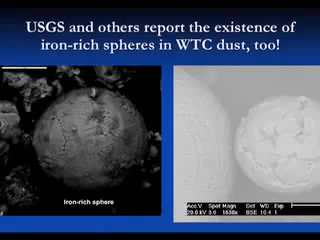 USGS and others report the existence of
iron-rich spheres in WTC dust, too!
Iron-rich sphere
Acc.V Spot Magn Det WD Exp
20.0 kV 3.0 1658x BSE 10.4 1